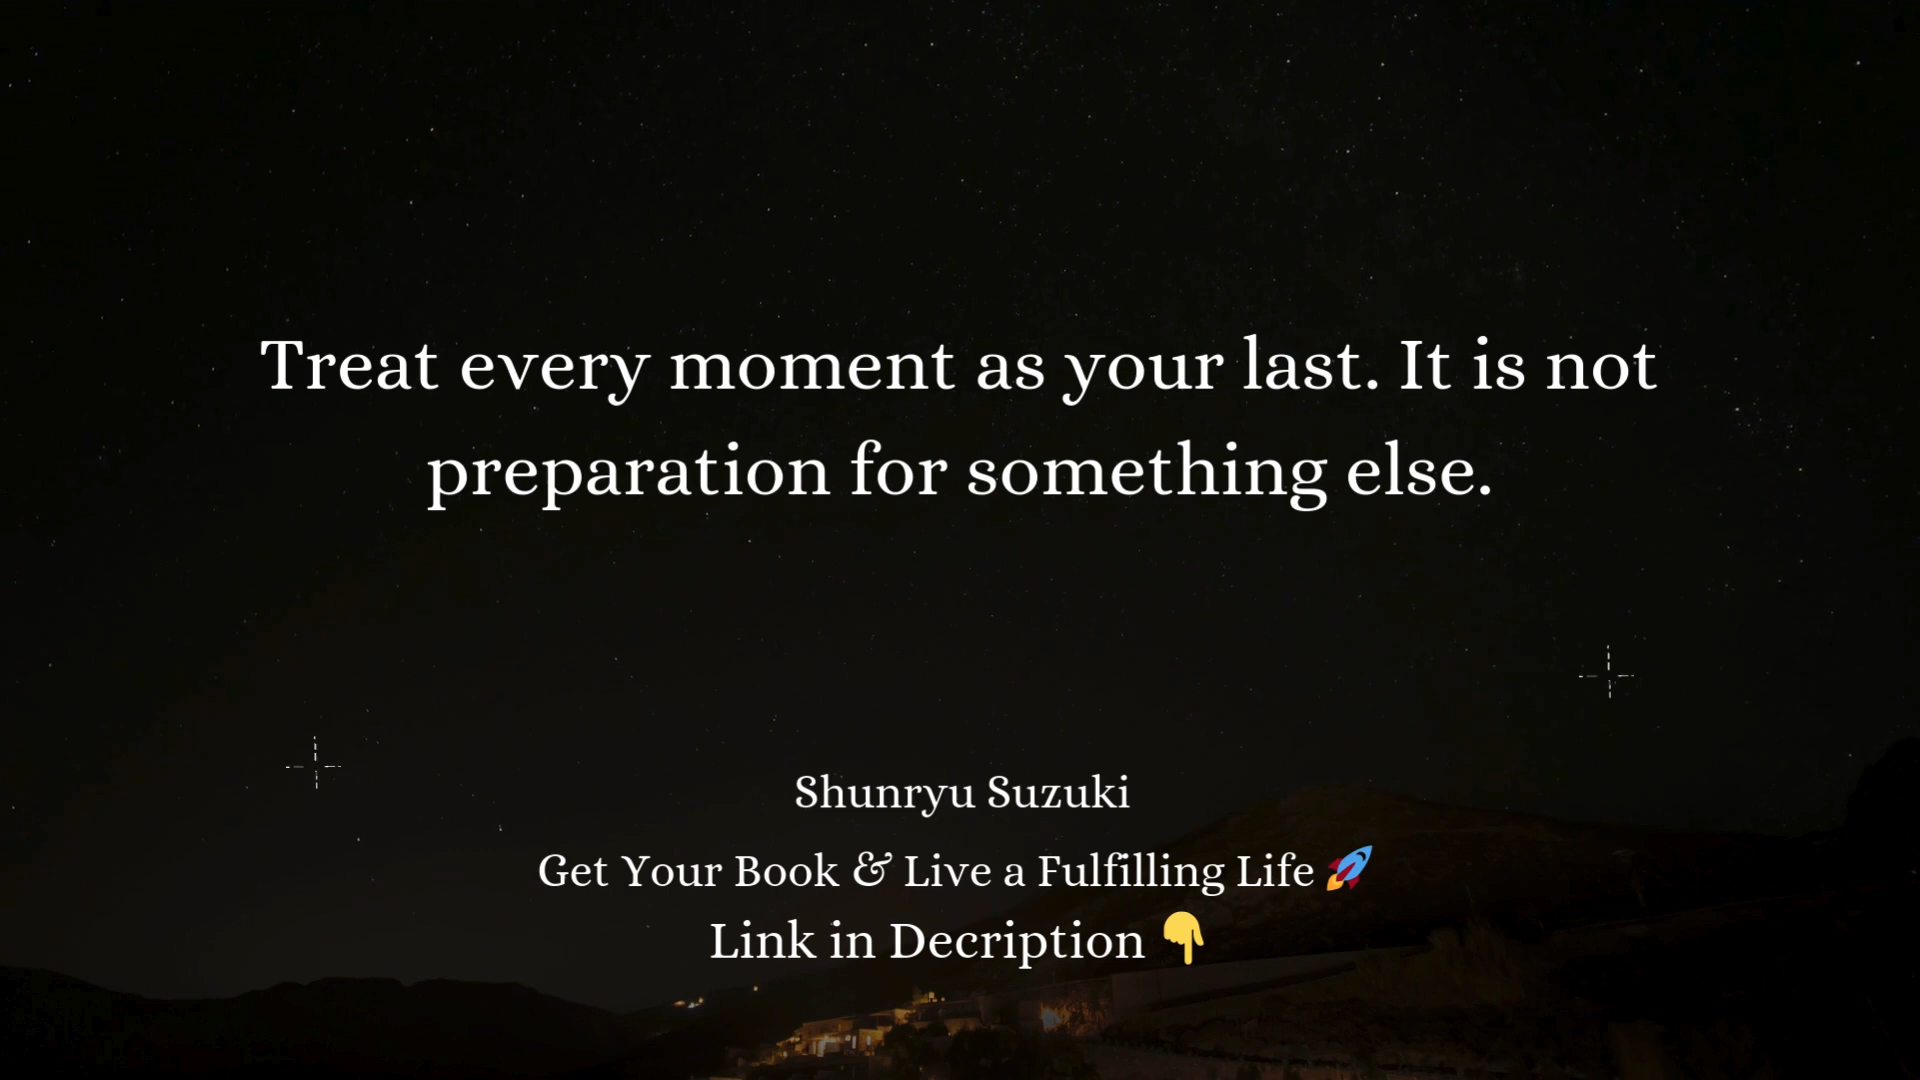 Treat every moment as your last. It is not
preparation for something else.
Shunryu Suzuki
Get Your Book & Live a Fulfilling Life 🚀
Link in Decription 👇